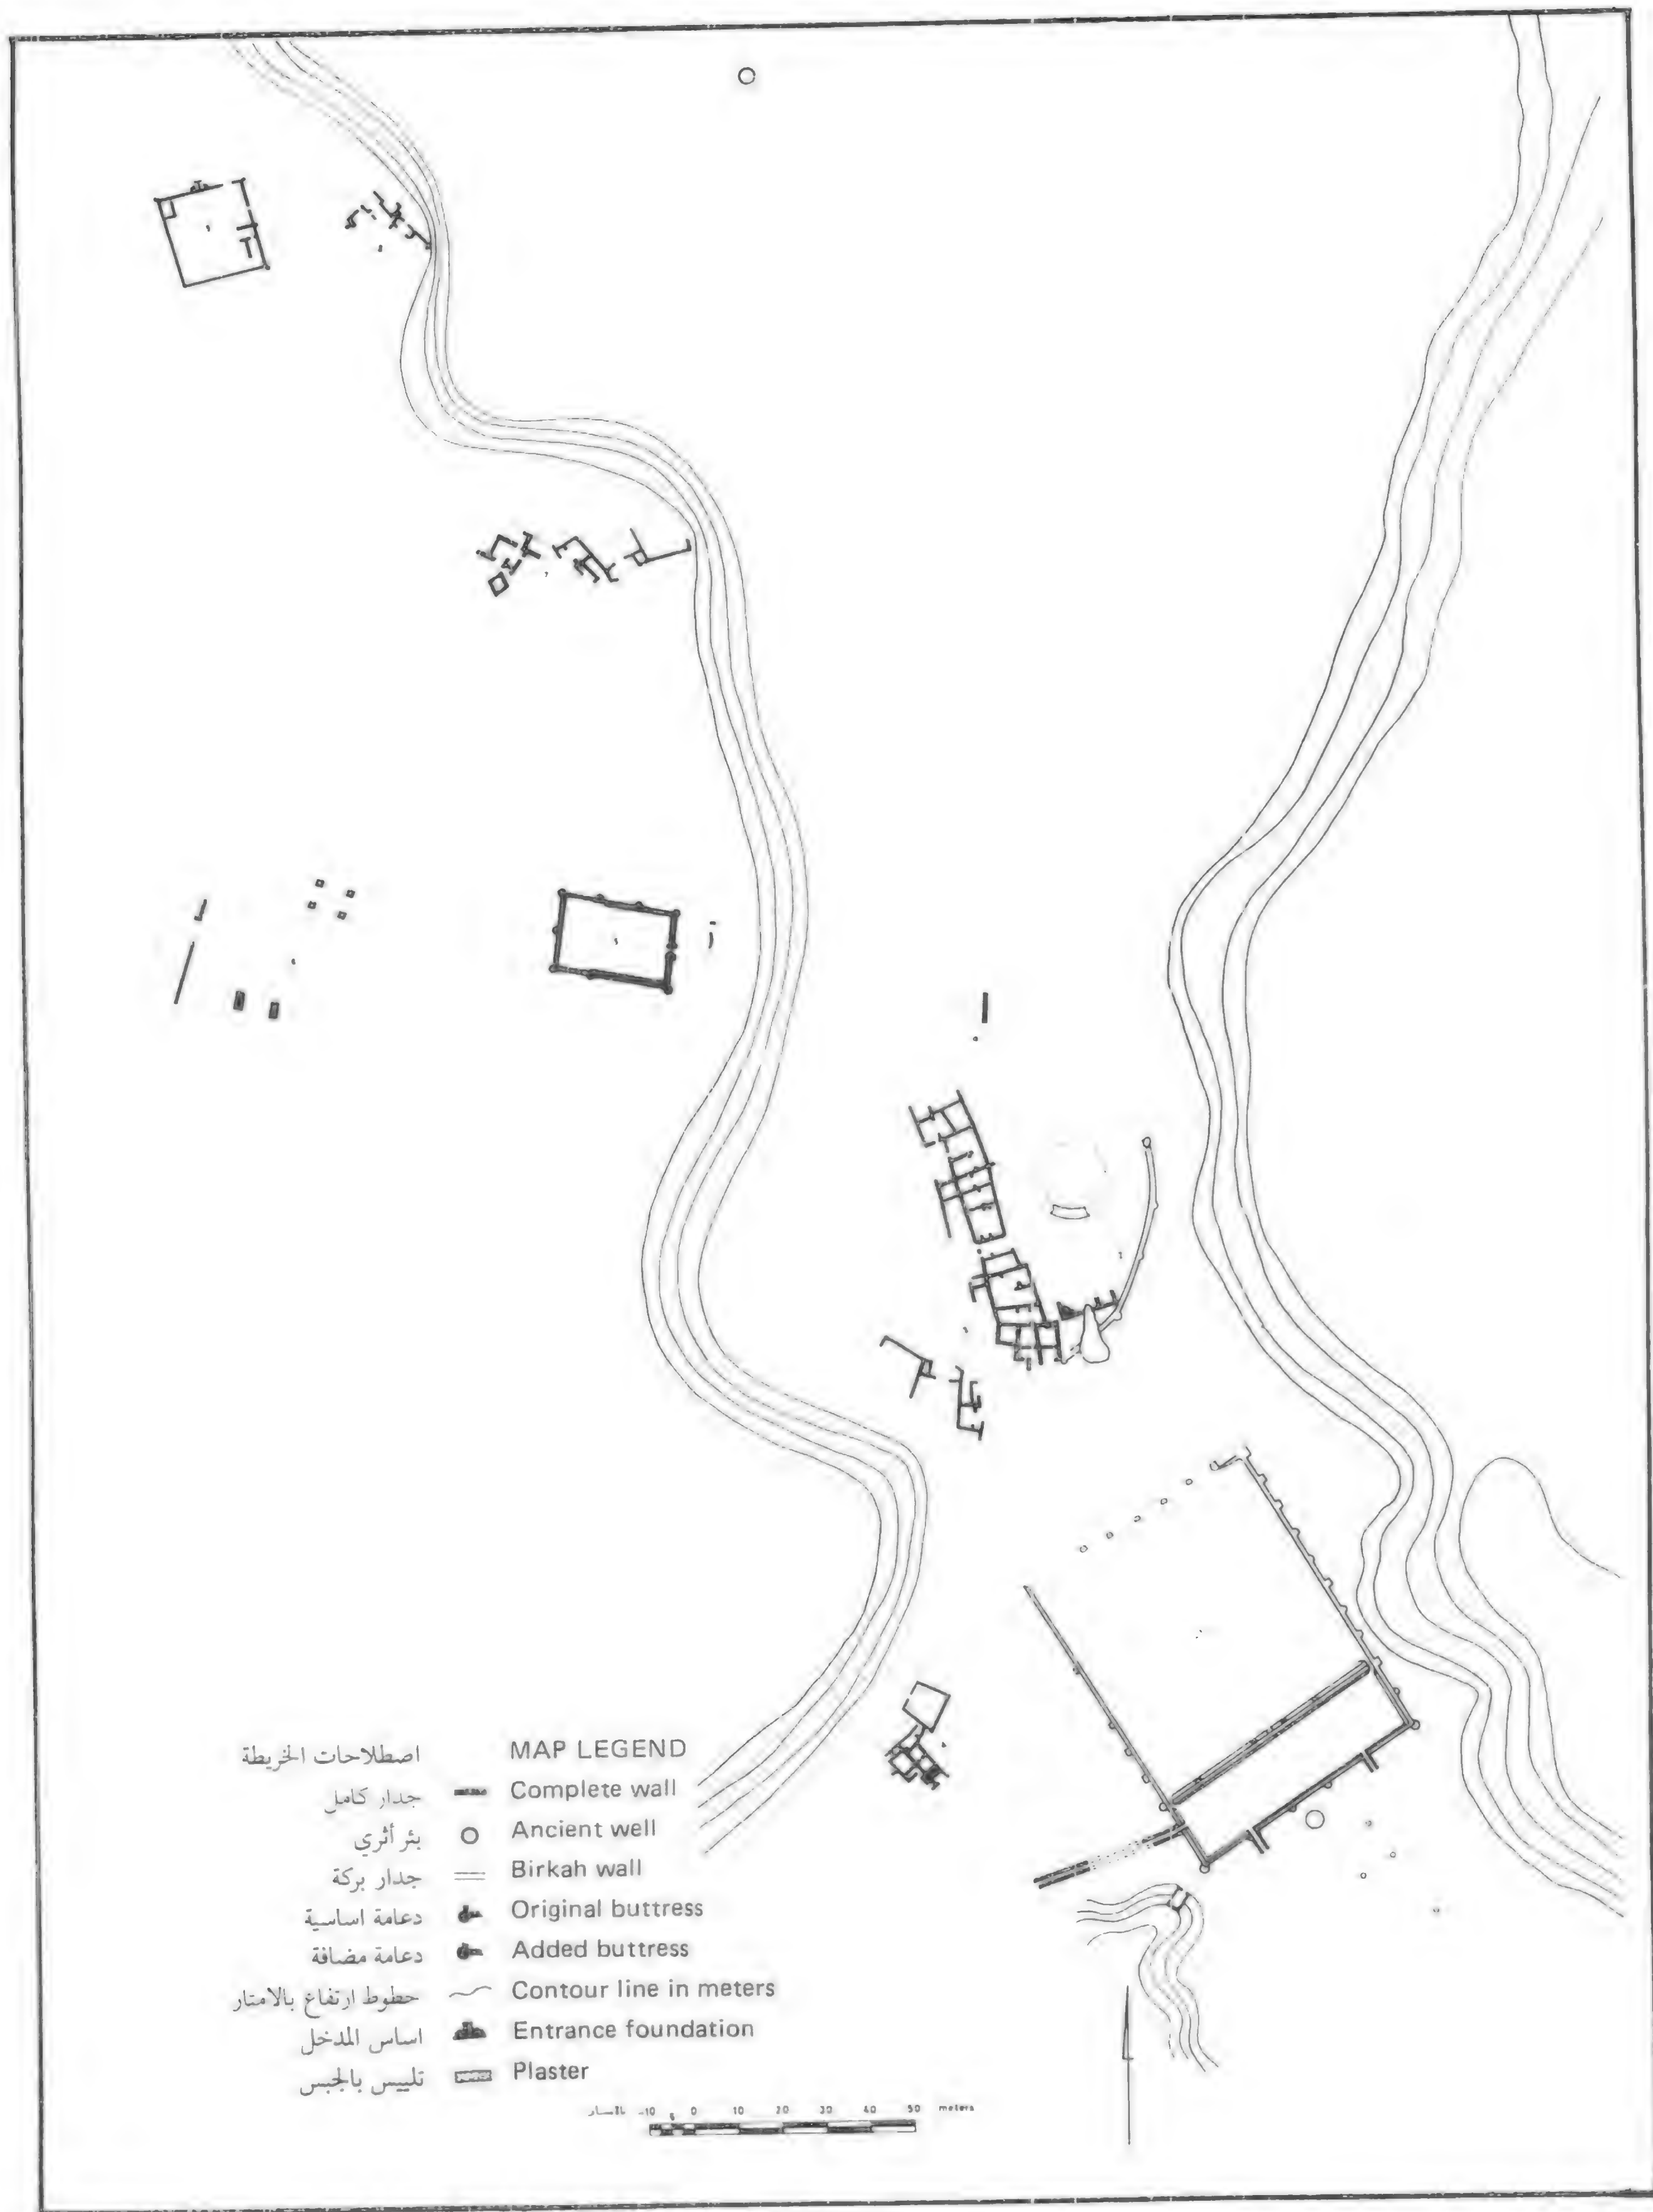 اصطلاحات الخريطة MAP LEGEND
جدار كامل Complete wall
بئر أثري Ancient well
جدار بركة Birkah wall
دعامة اساسية Original buttress
دعامة مضافة Added buttress
خطوط ارتفاع بالامتار Contour line in meters
اساس المدخل Entrance foundation
تلييس بالجبس Plaster
10 5 0 10 20 30 40 50 meters